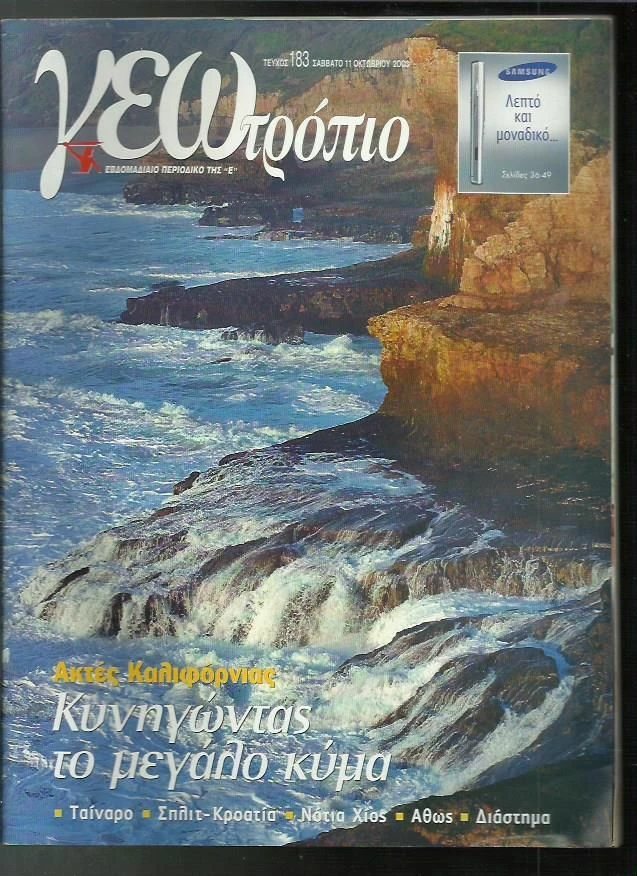 ΤΕΥΧΟΣ 183 ΣΑΒΒΑΤΟ 11 ΟΚΤΩΒΡΙΟΥ 2003
γεωτρόπιο
ΕΒΔΟΜΑΔΙΑΙΟ ΠΕΡΙΟΔΙΚΟ ΤΗΣ "Ε"
SAMSUNG
Λεπτό
και
μοναδικό...
Σελίδες 36-49
Ακτές Καλιφόρνιας
Κυνηγώντας
το μεγάλο κύμα
▪ Ταίναρο ▪ Σπλιτ-Κροατία ▪ Νότια Χίος ▪ Αθως ▪ Διάστημα